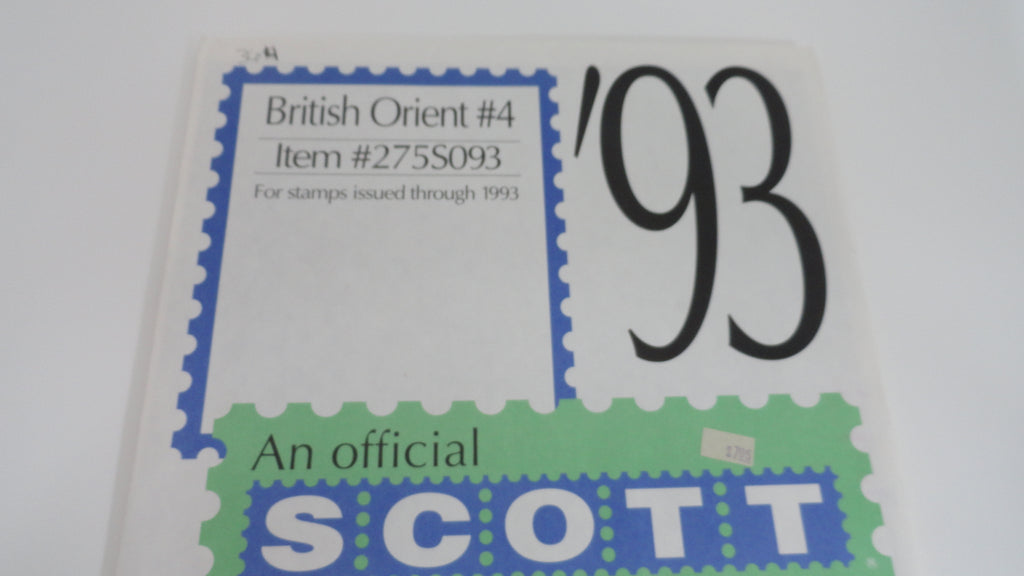 British Orient #4
Item #275S093
For stamps issued through 1993
'93
An official
SCOTT
®